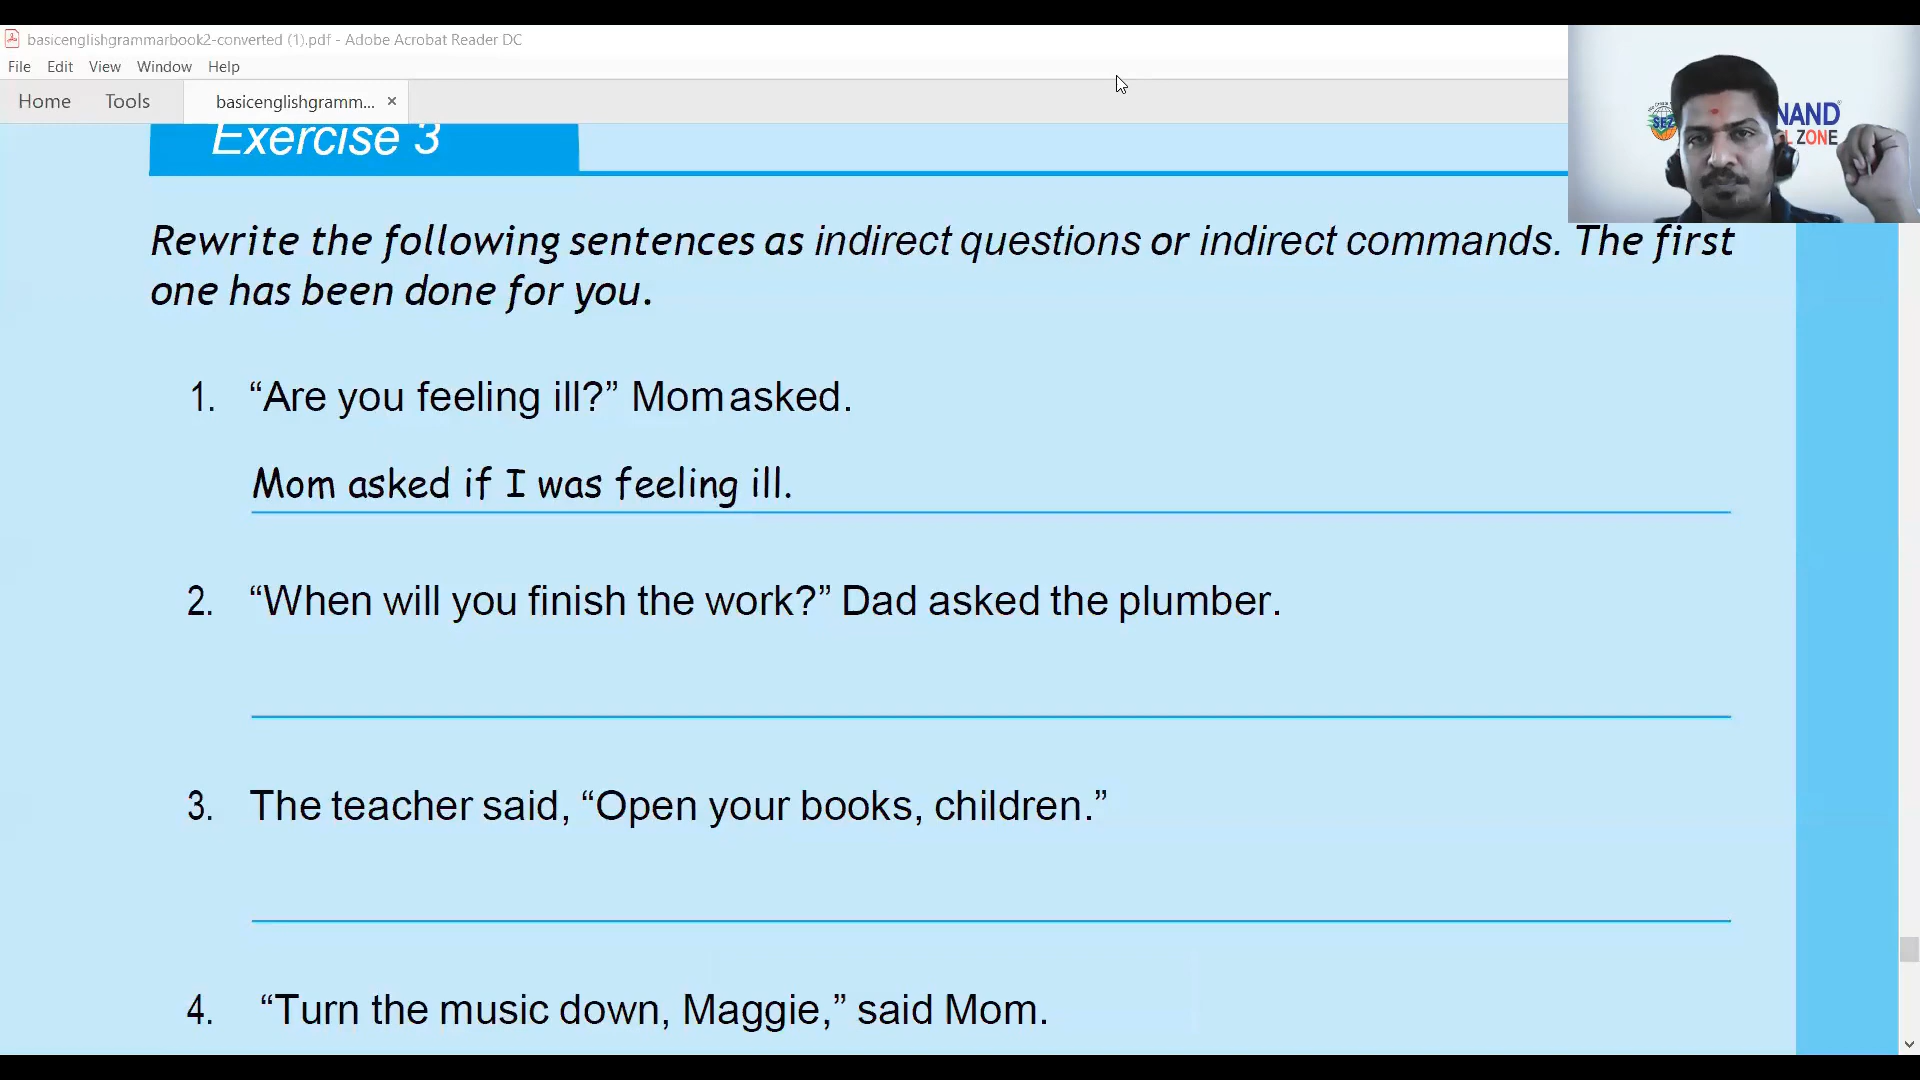 basicenglishgrammarbook2-converted (1).pdf - Adobe Acrobat Reader DC
File Edit View Window Help
Home Tools basicenglishgramm... ×
SEZ NAND
L ZONE
Exercise 3
Rewrite the following sentences as indirect questions or indirect commands. The first
one has been done for you.
1. “Are you feeling ill?” Mom asked.
Mom asked if I was feeling ill.
2. “When will you finish the work?” Dad asked the plumber.
3. The teacher said, “Open your books, children.”
4. “Turn the music down, Maggie,” said Mom.